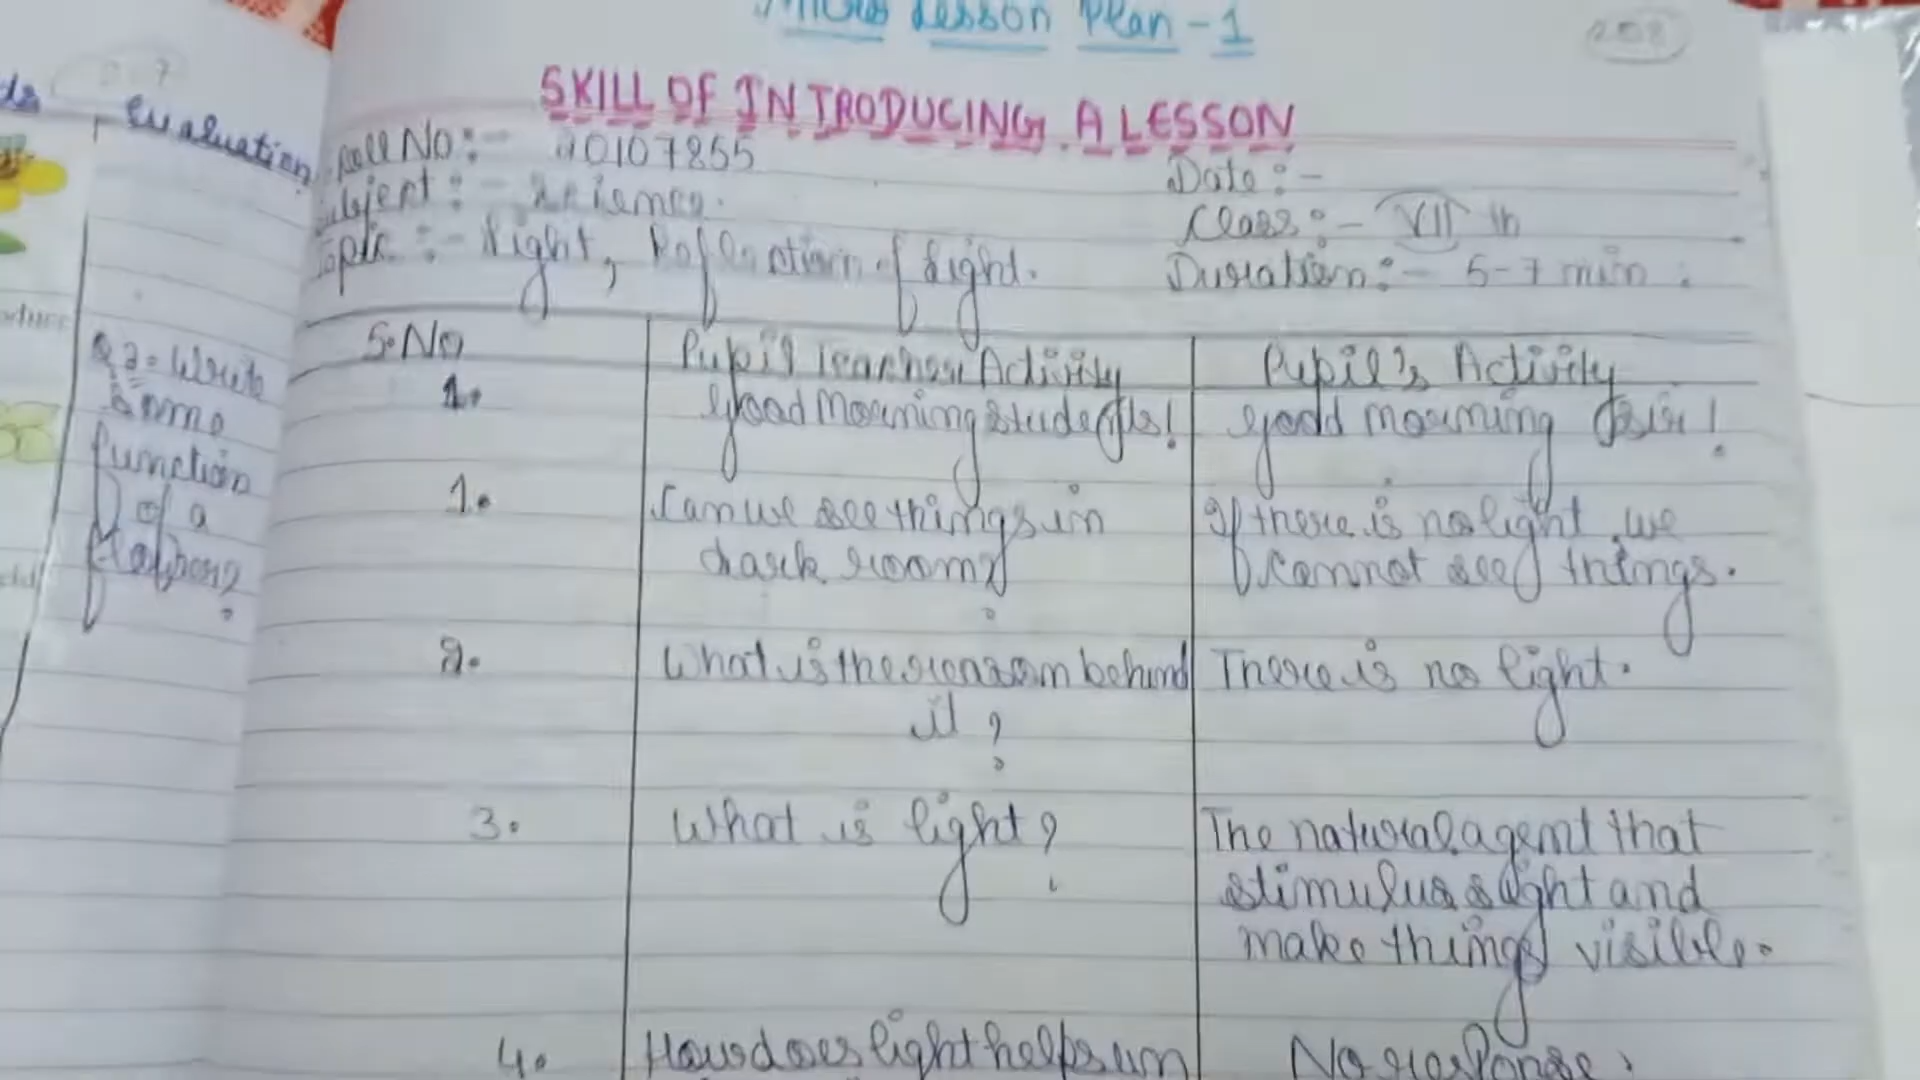 Micro Lesson Plan - 1
208
SKILL OF INTRODUCING A LESSON
Roll No:- 20107855
Date:-
Subject:- Science.
Class:- VII th
Topic:- Light, Reflection of light.
Duration:- 5-7 min.
S.No
Pupil Teacher Activity
Pupil's Activity
1.
Good Morning students!
Good morning sir!
1.
Can we see things in
dark room?
If there is no light we
cannot see things.
2.
What is the reason behind
it?
There is no light.
3.
What is light?
The natural agent that
stimulus sight and
make things visible.
4.
How does light helps um
No response.
Evaluation
Q2. Write
some
function
of a